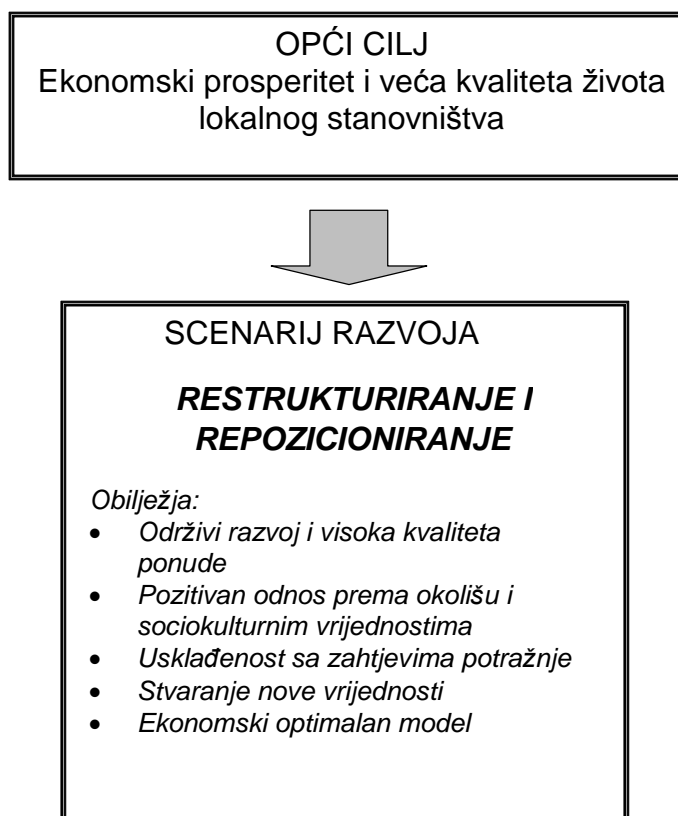 OPĆI CILJ
Ekonomski prosperitet i veća kvaliteta života
lokalnog stanovništva
SCENARIJ RAZVOJA
RESTRUKTURIRANJE I
REPOZICIONIRANJE
Obilježja:
• Održivi razvoj i visoka kvaliteta
ponude
• Pozitivan odnos prema okolišu i
sociokulturnim vrijednostima
• Usklađenost sa zahtjevima potražnje
• Stvaranje nove vrijednosti
• Ekonomski optimalan model